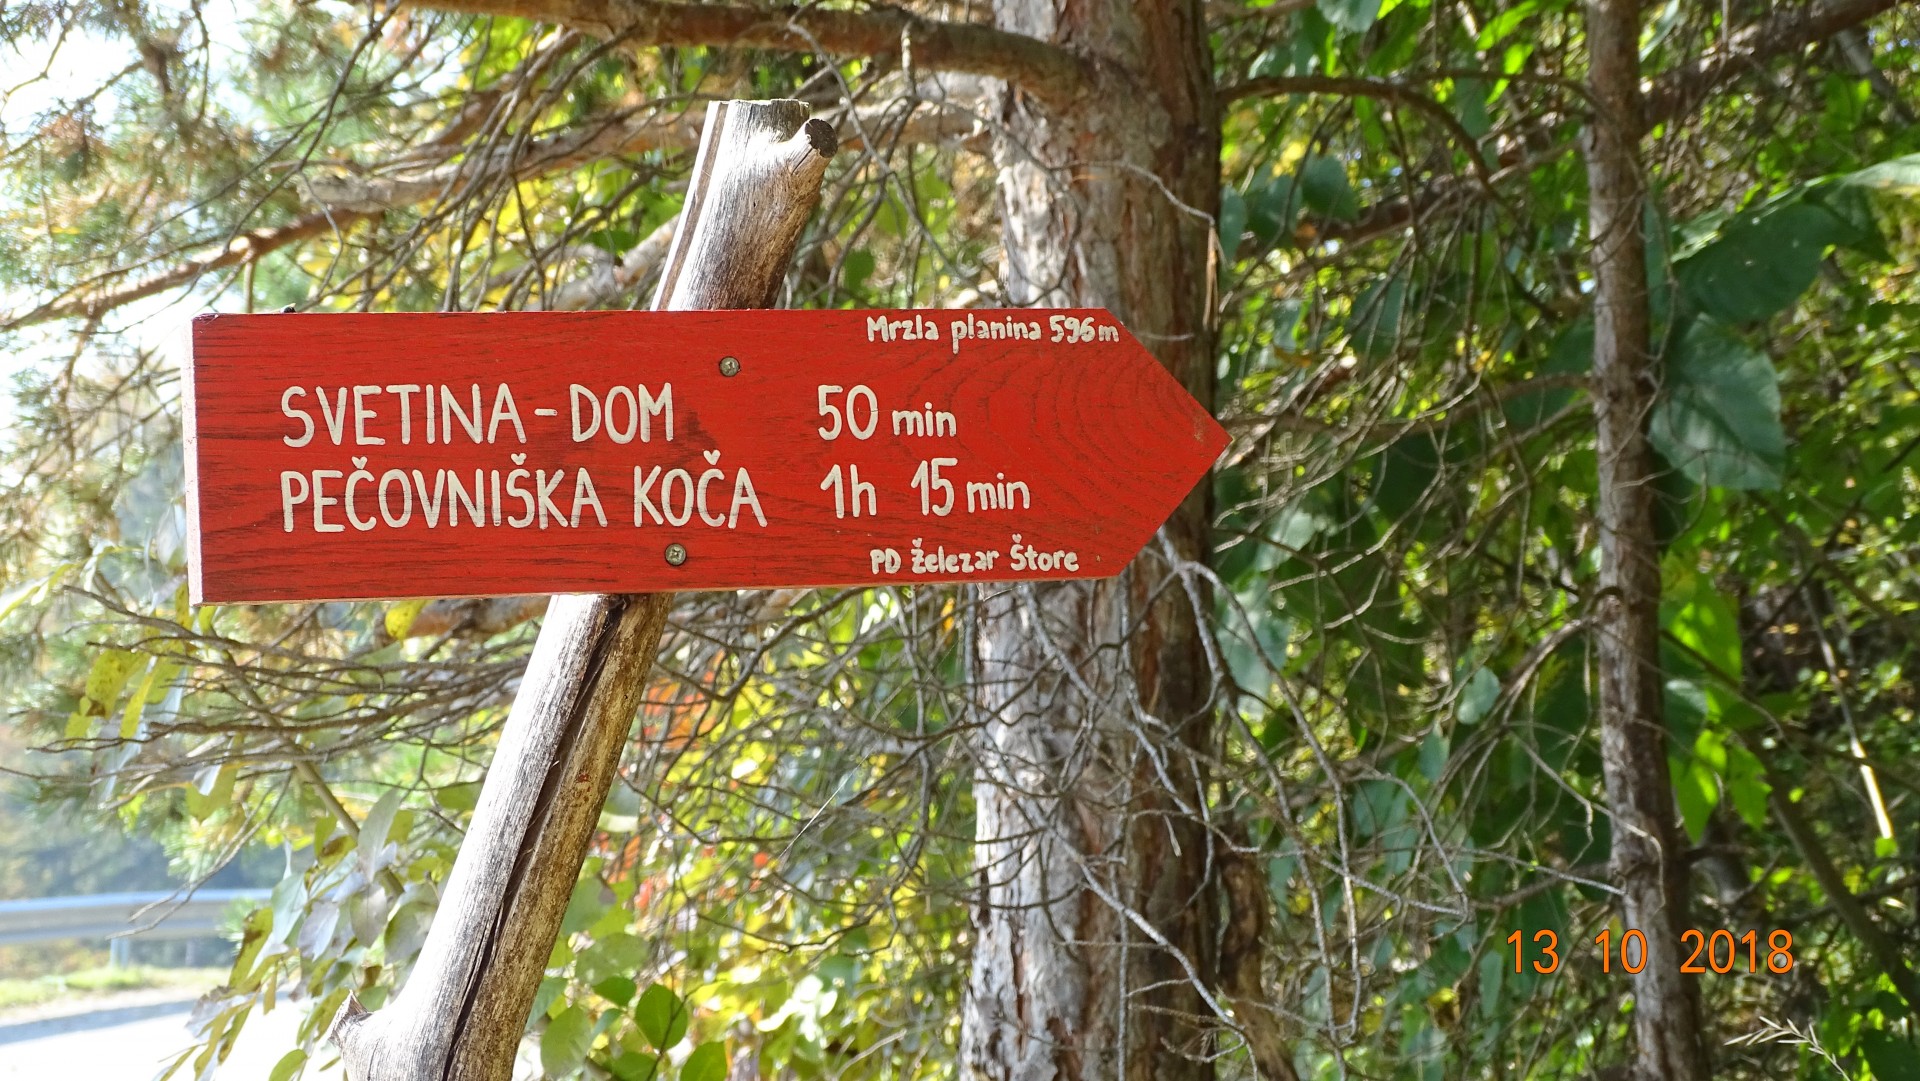 Mrzla planina 596m
SVETINA-DOM 50 min
PEČOVNIŠKA KOČA 1h 15 min
PD železar Štore
13 10 2018